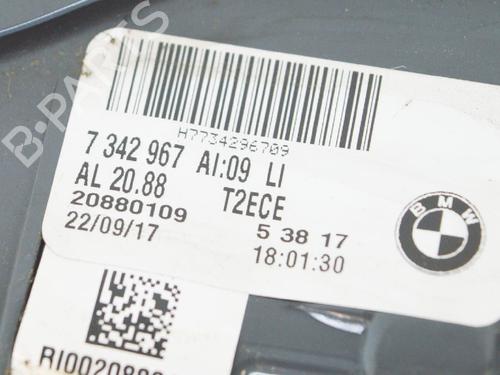 H7734296709
7 342 967 AI:09 LI
AL 20.88 T2ECE
20880109
22/09/17 5 38 17
18:01:30
BMW
B-PARTS